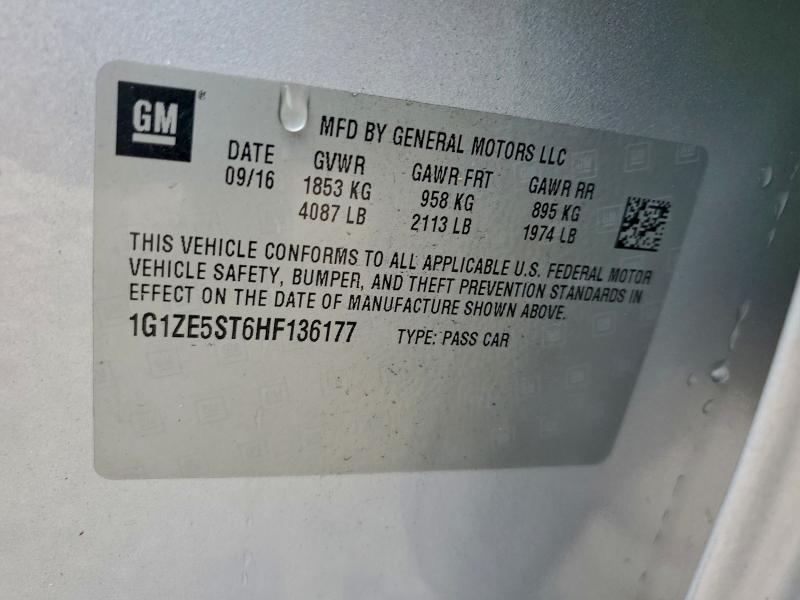 GM®
MFD BY GENERAL MOTORS LLC
DATE GVWR GAWR FRT GAWR RR
09/16 1853 KG 958 KG 895 KG
4087 LB 2113 LB 1974 LB
THIS VEHICLE CONFORMS TO ALL APPLICABLE U.S. FEDERAL MOTOR
VEHICLE SAFETY, BUMPER, AND THEFT PREVENTION STANDARDS IN
EFFECT ON THE DATE OF MANUFACTURE SHOWN ABOVE.
1G1ZE5ST6HF136177 TYPE: PASS CAR